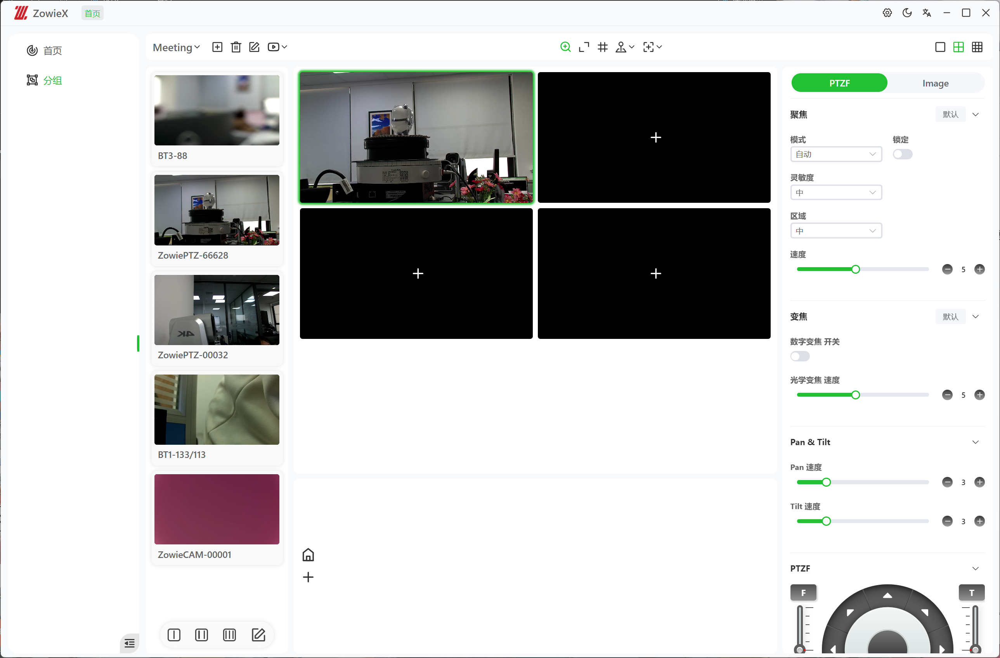 ZowieX 首页
首页
分组
Meeting
BT3-88
ZowiePTZ-66628
4K
ZowiePTZ-00032
BT1-133/113
ZowieCAM-00001
PTZF Image
聚焦 默认
模式 锁定
自动
灵敏度
中
区域
中
速度
5
变焦 默认
数字变焦 开关
光学变焦 速度
5
Pan & Tilt
Pan 速度
3
Tilt 速度
3
PTZF
F T